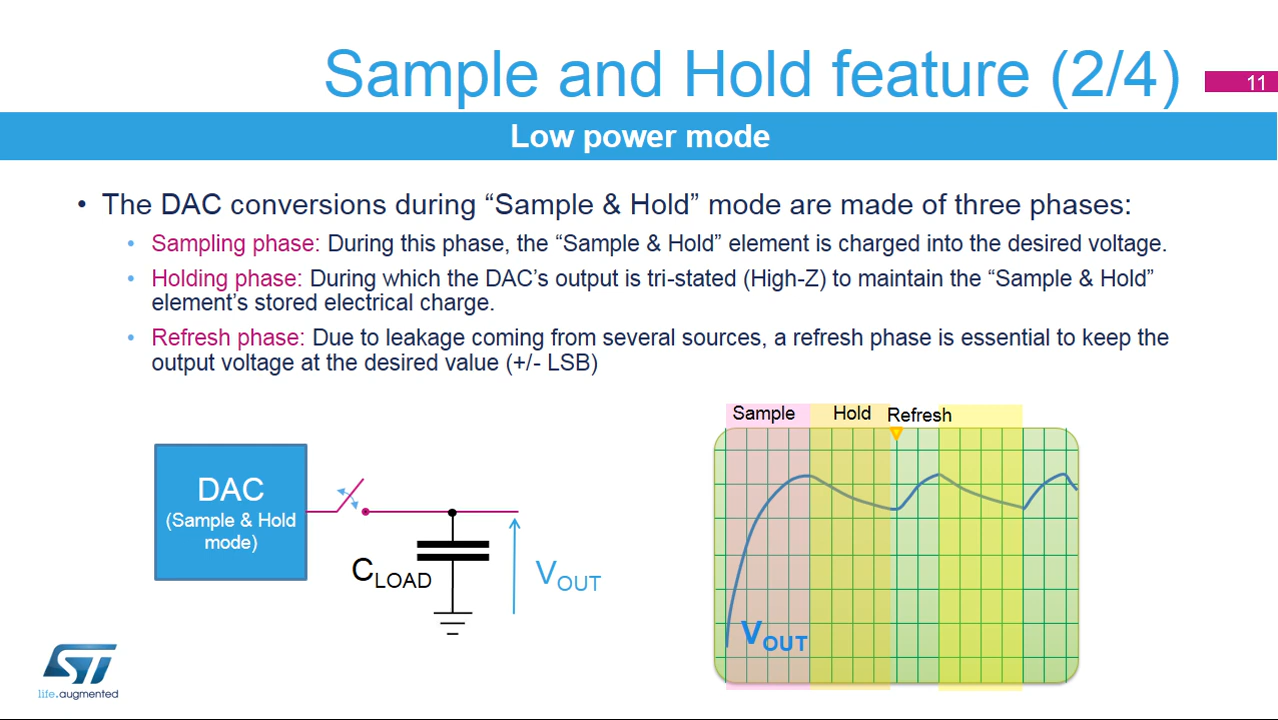 Sample and Hold feature (2/4)
11
Low power mode
• The DAC conversions during “Sample & Hold” mode are made of three phases:
• Sampling phase: During this phase, the “Sample & Hold” element is charged into the desired voltage.
• Holding phase: During which the DAC’s output is tri-stated (High-Z) to maintain the “Sample & Hold”
element’s stored electrical charge.
• Refresh phase: Due to leakage coming from several sources, a refresh phase is essential to keep the
output voltage at the desired value (+/- LSB)
Sample Hold Refresh
DAC
(Sample & Hold
mode)
CLOAD
VOUT
VOUT
ST
life.augmented